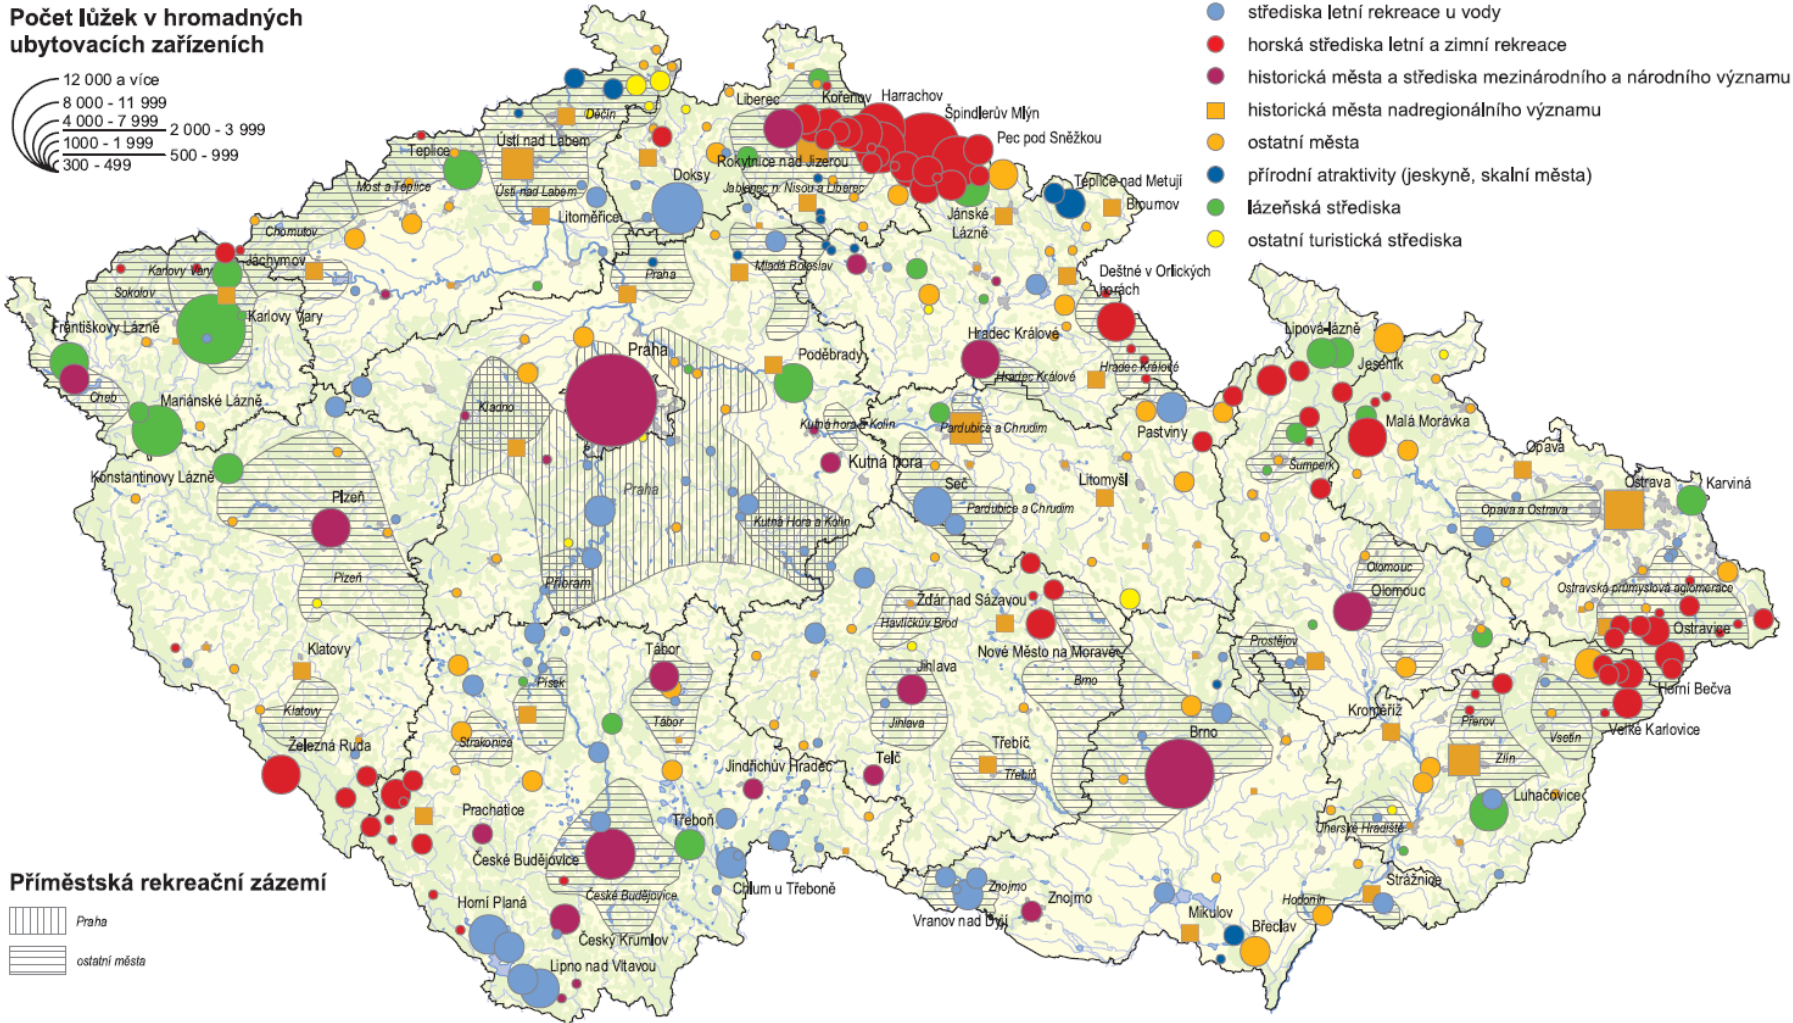 Počet lůžek v hromadných
ubytovacích zařízeních
12 000 a více
8 000 - 11 999
4 000 - 7 999
2 000 - 3 999
1000 - 1 999
500 - 999
300 - 499
střediska letní rekreace u vody
horská střediska letní a zimní rekreace
historická města a střediska mezinárodního a národního významu
historická města nadregionálního významu
ostatní města
přírodní atraktivity (jeskyně, skalní města)
lázeňská střediska
ostatní turistická střediska
Liberec
Kořenov
Harrachov
Špindlerův Mlýn
Pec pod Sněžkou
Děčín
Ústí nad Labem
Teplice
Rokytnice nad Jizerou
Doksy
Most a Teplice
Ústí nad Labem
Jablonec n. Nisou a Liberec
Teplice nad Metují
Broumov
Litoměřice
Jánské
Lázně
Chomutov
Jáchymov
Karlovy Vary
Sokolov
Praha
Mladá Boleslav
Deštné v Orlických
horách
Františkovy Lázně
Karlovy Vary
Hradec Králové
Lipová-lázně
Praha
Poděbrady
Jeseník
Hradec Králové
Hradec Králové
Cheb
Mariánské Lázně
Kladno
Kutná hora a Kolín
Pardubice a Chrudim
Pastviny
Malá Morávka
Opava
Konstantinovy Lázně
Kutná hora
Šumperk
Plzeň
Praha
Seč
Litomyšl
Ostrava
Karviná
Kutná Hora a Kolín
Pardubice a Chrudim
Opava a Ostrava
Plzeň
Příbram
Olomouc
Olomouc
Ostravská průmyslová aglomerace
Žďár nad Sázavou
Havlíčkův Brod
Ostravice
Klatovy
Tábor
Nové Město na Moravě
Prostějov
Jihlava
Písek
Brno
Horní Bečva
Klatovy
Tábor
Jihlava
Kroměříž
Přerov
Vsetín
Velké Karlovice
Železná Ruda
Strakonice
Třebíč
Brno
Zlín
Jindřichův Hradec
Telč
Třebíč
Luhačovice
Prachatice
Třeboň
Uherské Hradiště
České Budějovice
Příměstská rekreační zázemí
České Budějovice
Chlum u Třeboně
Znojmo
Strážnice
Horní Planá
Znojmo
Hodonín
Praha
Vranov nad Dyjí
Mikulov
Břeclav
Český Krumlov
ostatní města
Lipno nad Vltavou